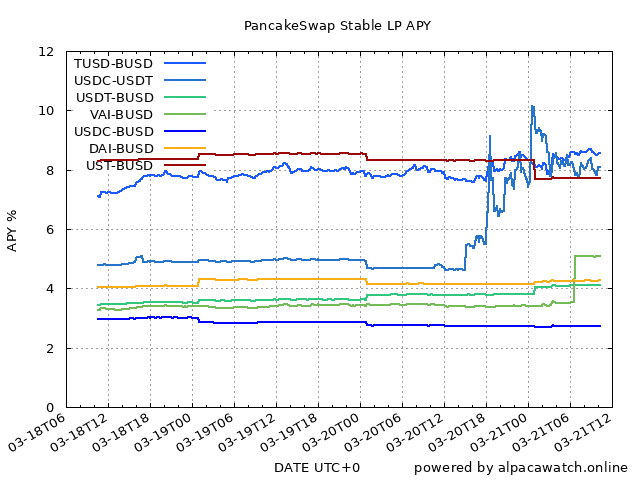 PancakeSwap Stable LP APY
12
10
8
6
4
2
0
APY %
TUSD-BUSD
USDC-USDT
USDT-BUSD
VAI-BUSD
USDC-BUSD
DAI-BUSD
UST-BUSD
03-18T06
03-18T12
03-18T18
03-19T00
03-19T06
03-19T12
03-19T18
03-20T00
03-20T06
03-20T12
03-20T18
03-21T00
03-21T06
03-21T12
DATE UTC+0
powered by alpacawatch.online